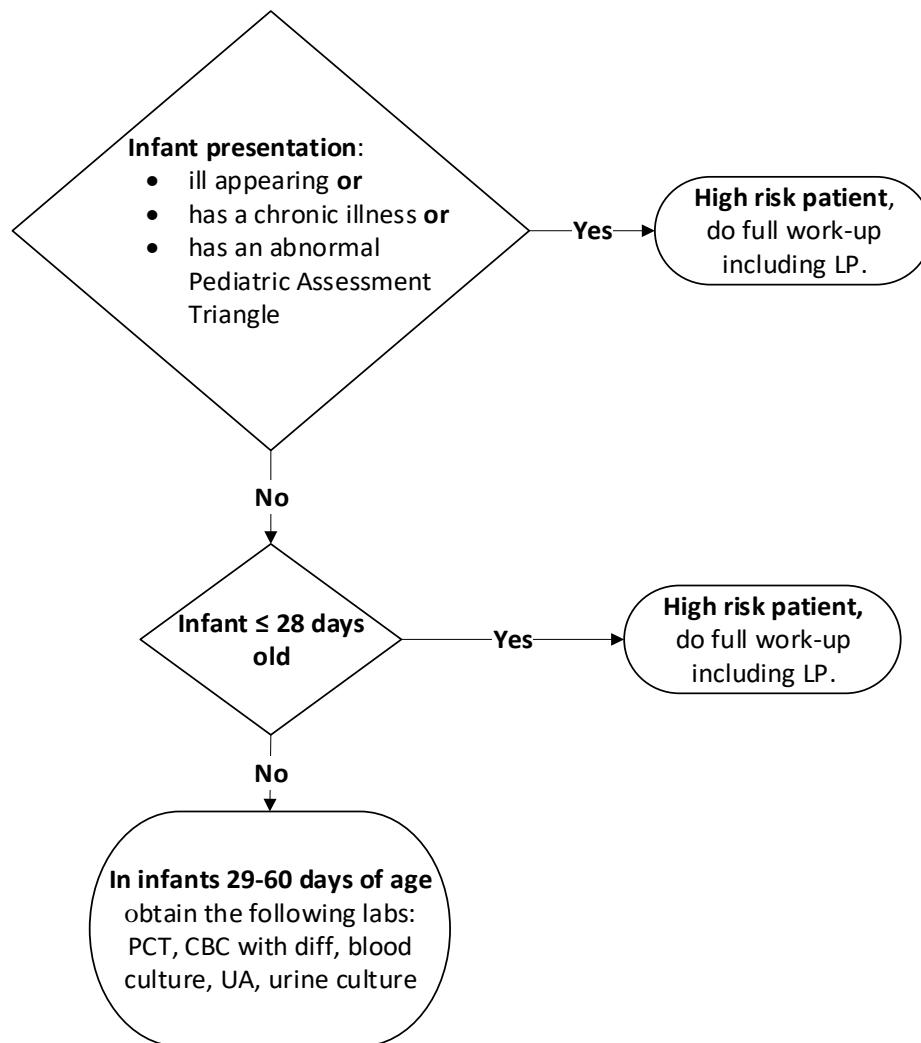 Infant presentation:
• ill appearing or
• has a chronic illness or
• has an abnormal
Pediatric Assessment
Triangle
Yes
High risk patient,
do full work-up
including LP.
No
Infant ≤ 28 days
old
Yes
High risk patient,
do full work-up
including LP.
No
In infants 29-60 days of age
obtain the following labs:
PCT, CBC with diff, blood
culture, UA, urine culture